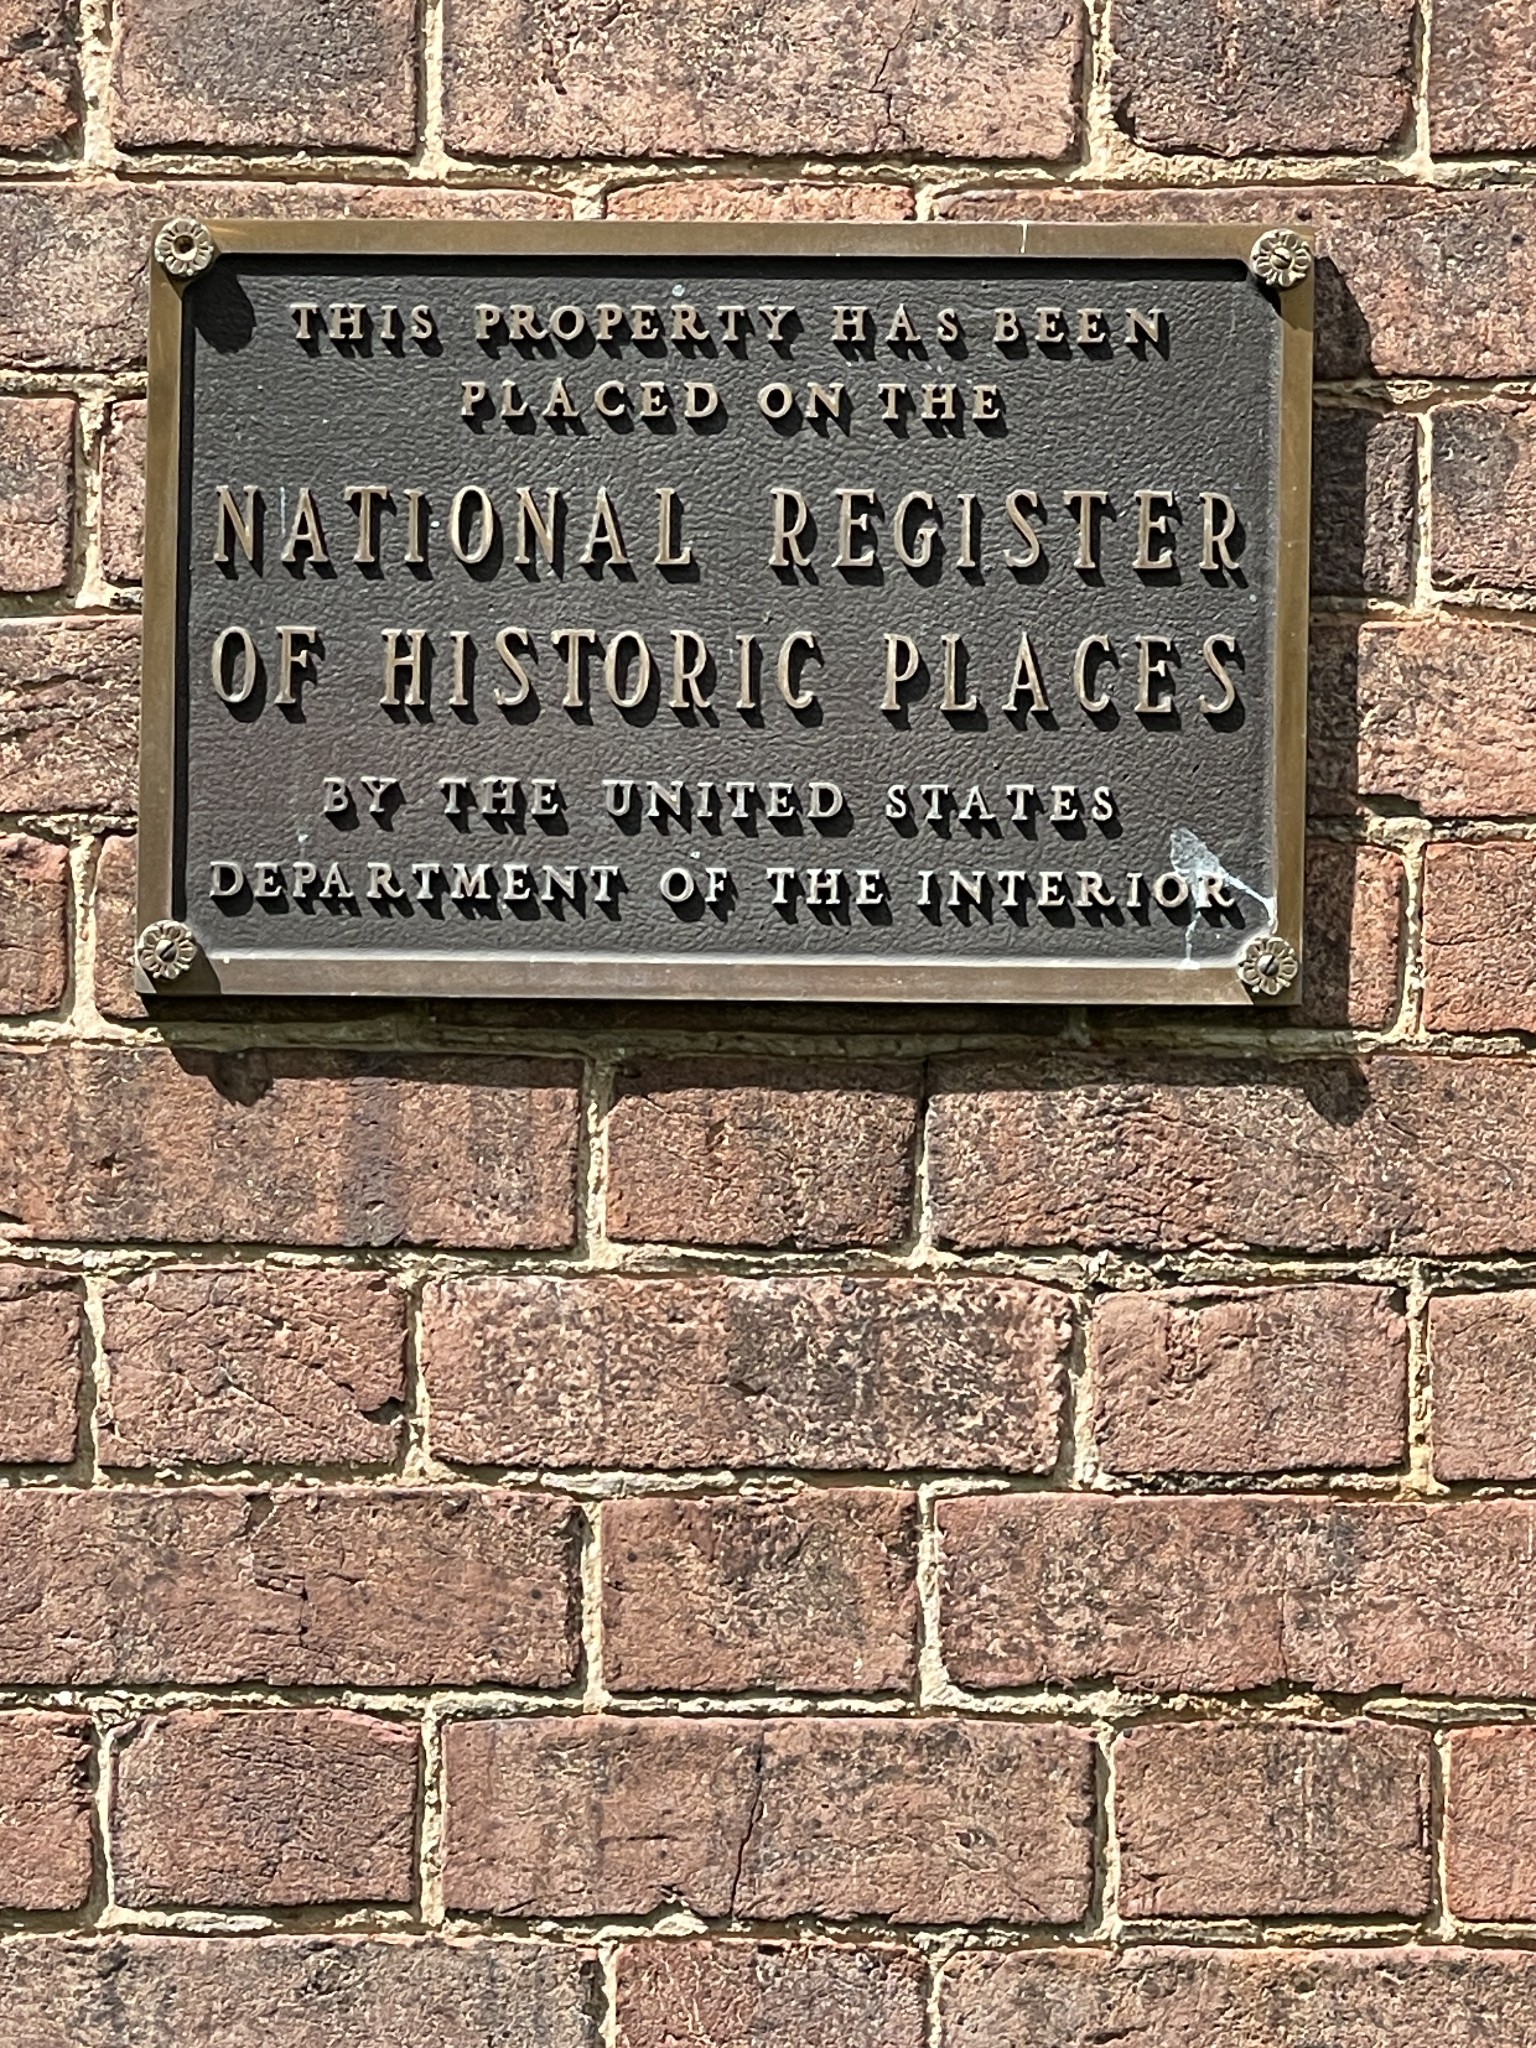 THIS PROPERTY HAS BEEN
PLACED ON THE
NATIONAL REGISTER
OF HISTORIC PLACES
BY THE UNITED STATES
DEPARTMENT OF THE INTERIOR